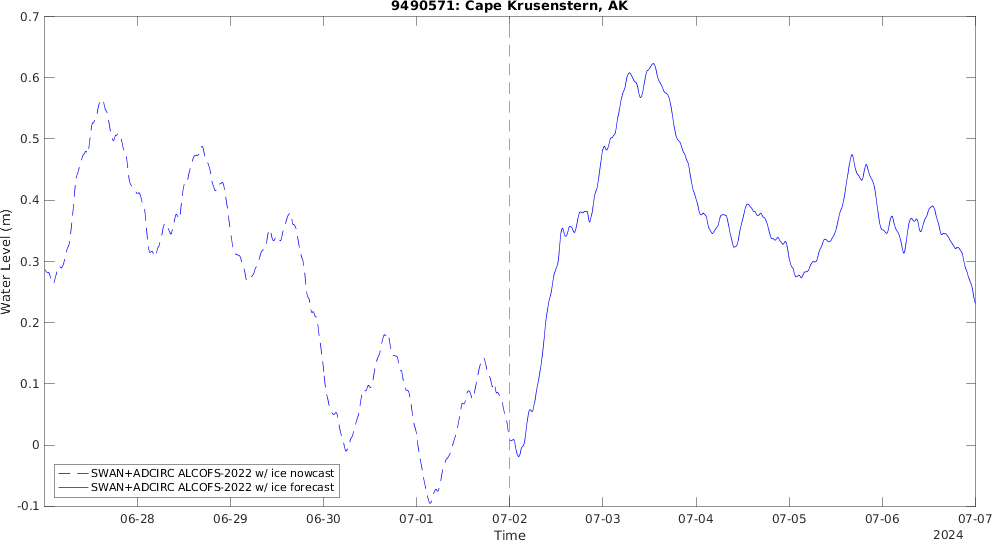 9490571: Cape Krusenstern, AK
Water Level (m)
0.7
0.6
0.5
0.4
0.3
0.2
0.1
0
-0.1
SWAN+ADCIRC ALCOFS-2022 w/ ice nowcast
SWAN+ADCIRC ALCOFS-2022 w/ ice forecast
06-28 06-29 06-30 07-01 07-02 07-03 07-04 07-05 07-06 07-07
Time
2024